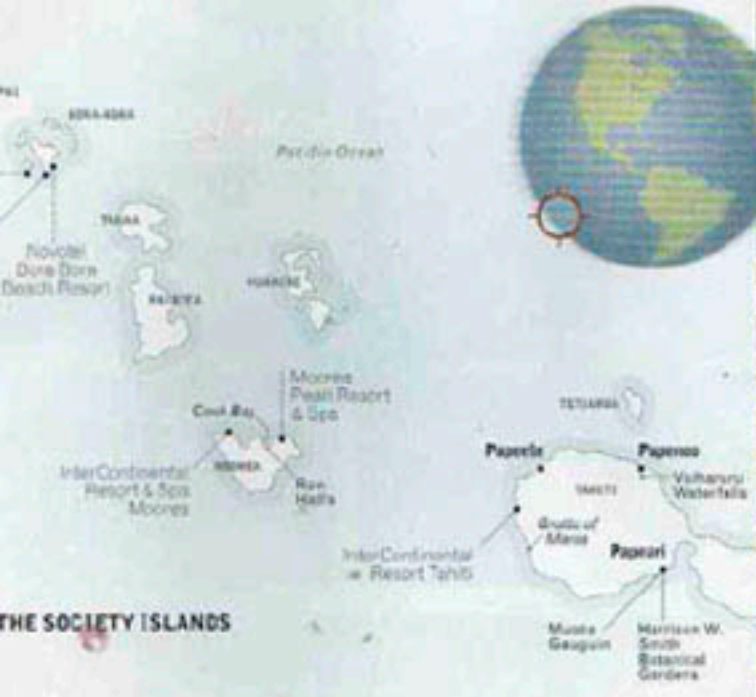 BORA-BORA
Pacific Ocean
TAHAA
Novotel
Bora Bora
Beach Resort
RAIATEA
HUAHINE
Moorea
Pearl Resort
& Spa
Cook Bay
MOOREA
InterContinental
Resort & Spa
Moorea
TETIAROA
Papeete
Papenoo
TAHITI
Vaiharuru
Waterfalls
Grotto of
Maraa
InterContinental
Resort Tahiti
Papeari
THE SOCIETY ISLANDS
Musée
Gauguin
Harrison W.
Smith
Botanical
Gardens